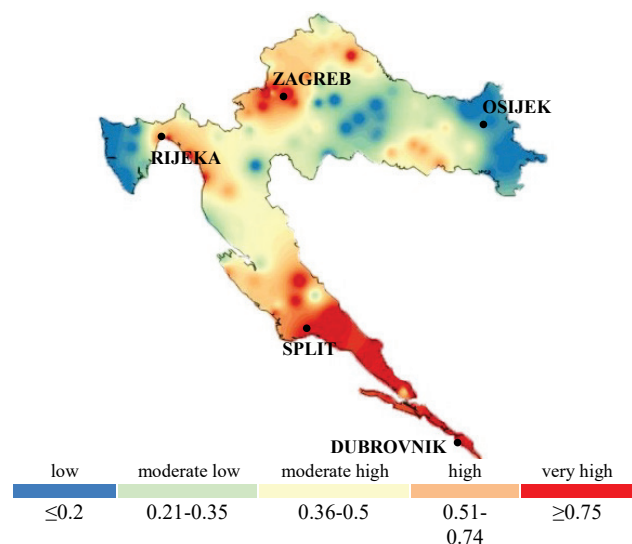 ZAGREB
OSIJEK
RIJEKA
SPLIT
DUBROVNIK
low moderate low moderate high high very high
≤0.2 0.21-0.35 0.36-0.5 0.51- ≥0.75
0.74